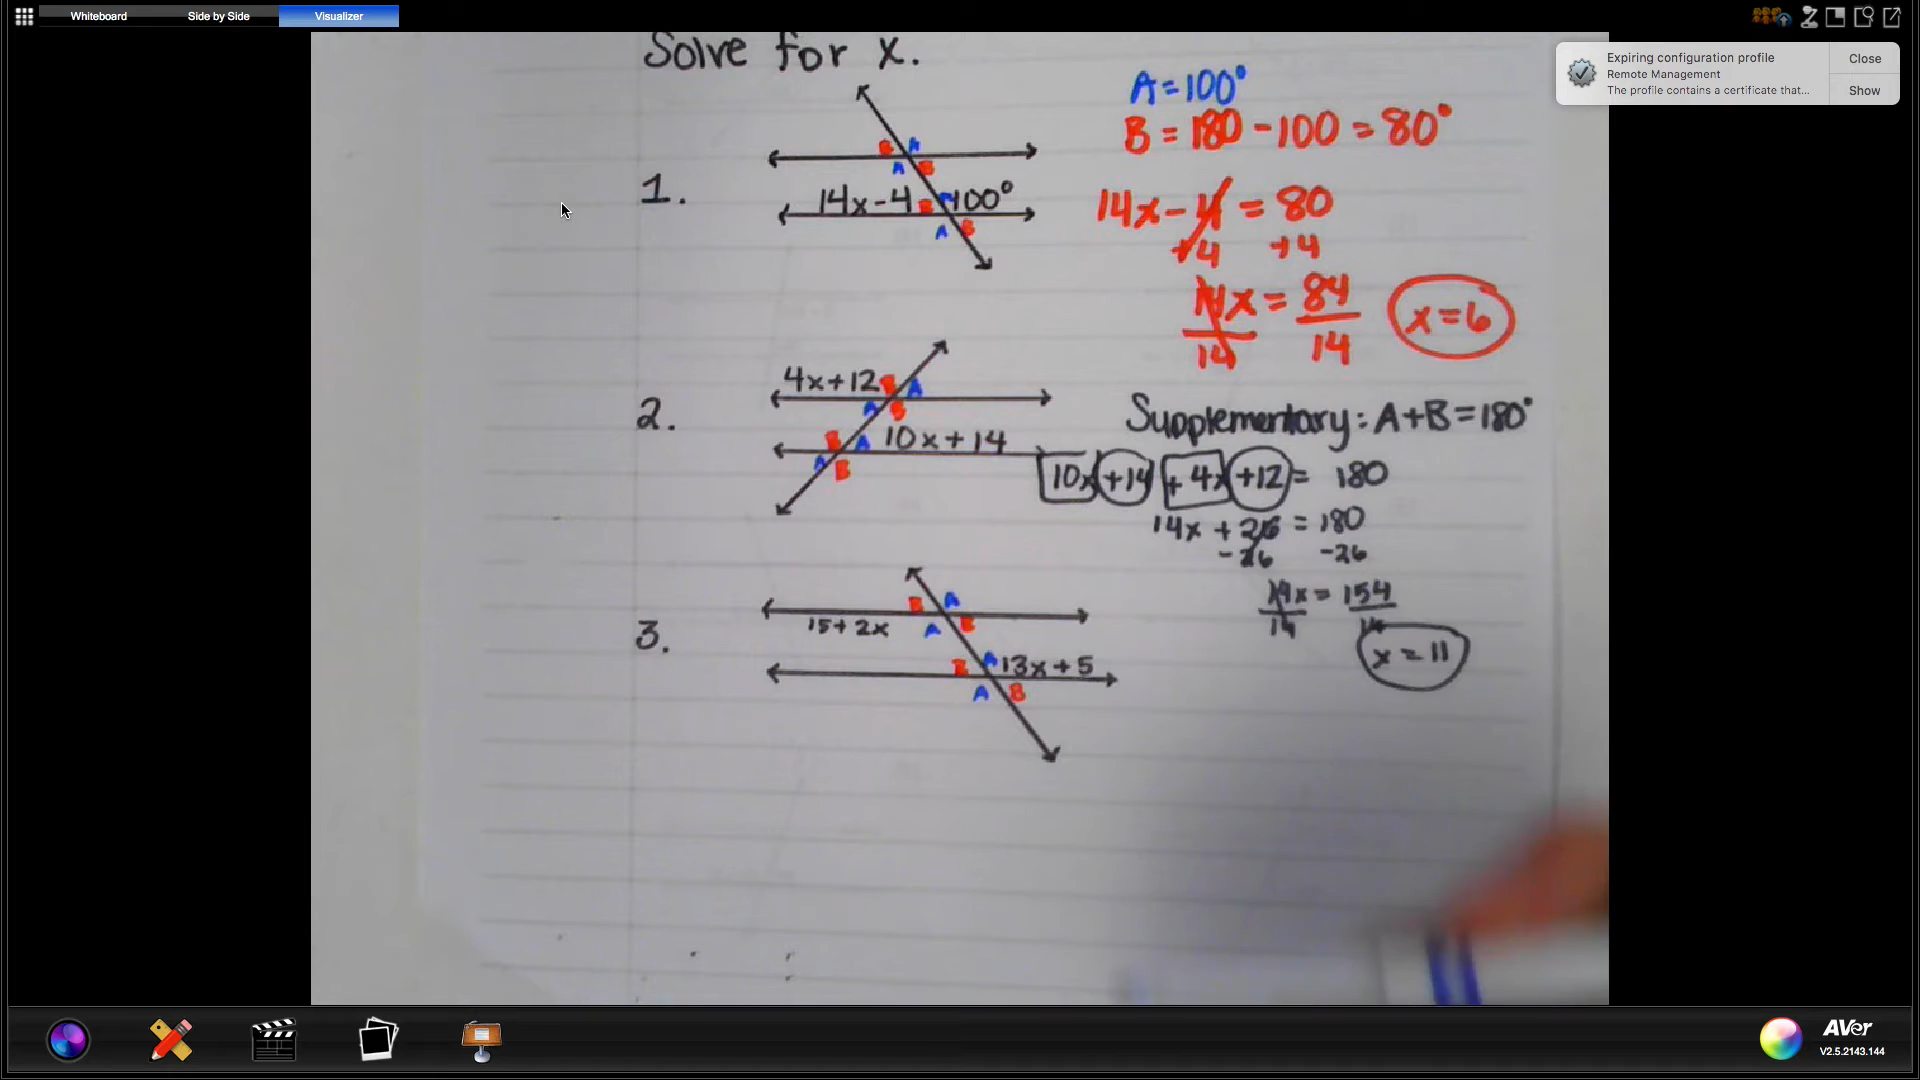 Whiteboard
Side by Side
Visualizer
Expiring configuration profile
Remote Management
The profile contains a certificate that...
Close
Show
Solve for x.
1.
B A
A B
14x-4 B A 100°
A B
A = 100°
B = 180 - 100 = 80°
14x - 4 = 80
+4 +4
14x = 84
14 14
x = 6
2.
4x+12 B A
A B
B A 10x + 14
A B
Supplementary: A+B=180°
10x +14 + 4x +12 = 180
14x + 26 = 180
-26 -26
14x = 154
14 14
x = 11
3.
B A
15+2x A B
B A 13x+5
A B
AVer
V2.5.2143.144